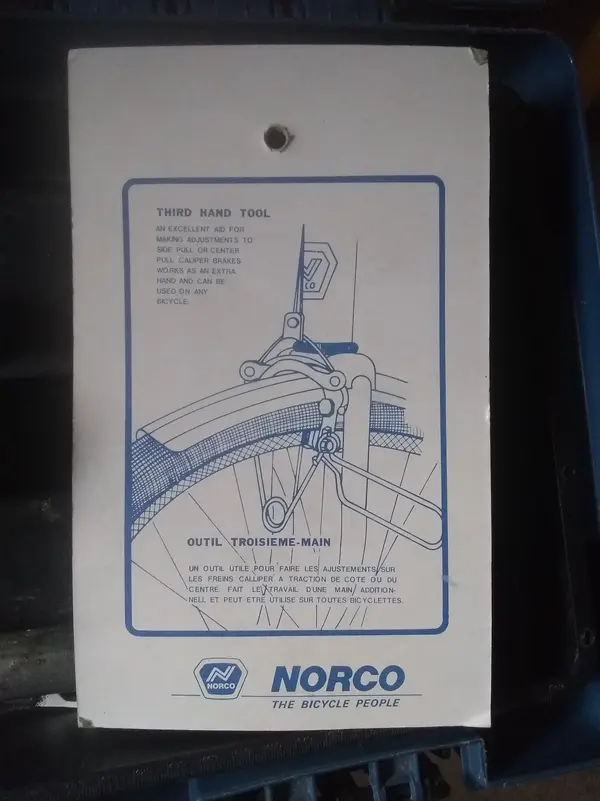 THIRD HAND TOOL
AN EXCELLENT AID FOR
MAKING ADJUSTMENTS TO
SIDE PULL OR CENTER
PULL CALIPER BRAKES
WORKS AS AN EXTRA
HAND AND CAN BE
USED ON ANY
BICYCLE.
CO
OUTIL TROISIEME-MAIN
UN OUTIL UTILE POUR FAIRE LES AJUSTEMENTS SUR
LES FREINS CALLIPER A TRACTION DE COTE OU DU
CENTRE FAIT LE TRAVAIL D'UNE MAIN ADDITION-
NELL ET PEUT ETRE UTILISE SUR TOUTES BICYCLETTES.
NORCO
NORCO
THE BICYCLE PEOPLE